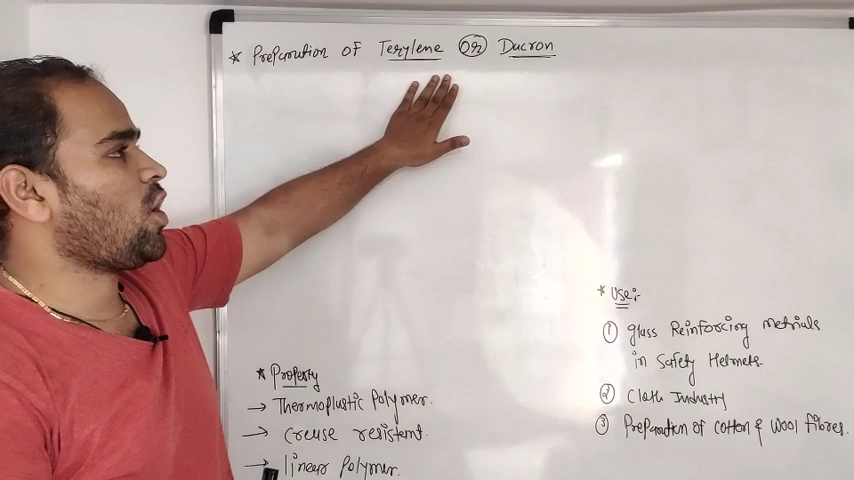 * Preparation of Terylene OR Dacron
* Property
→ Thermoplastic Polymer.
→ Crease resistent.
→ linear Polymer.
* Use:-
① glass Reinforcing Metrials
in Safety Helmets.
② Cloth Industry
③ Preparation of Cotton & Wool fibres.